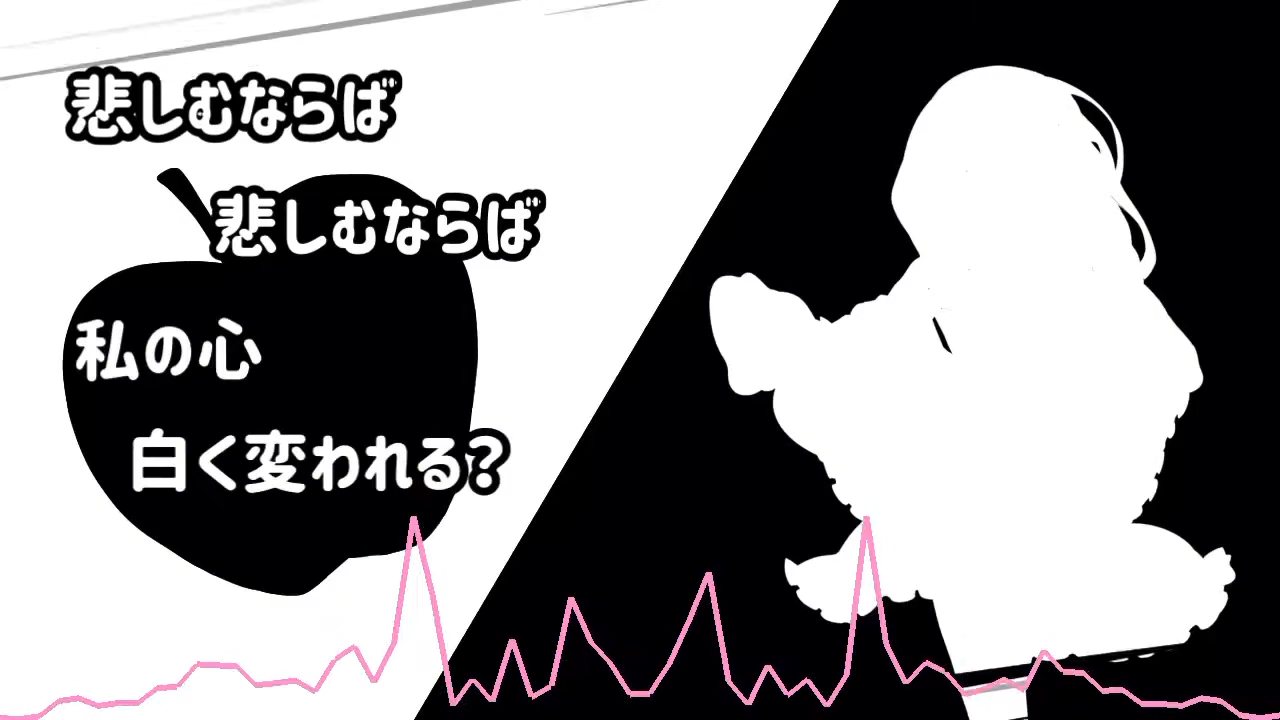 悲しむならば
悲しむならば
私の心
白く変われる?